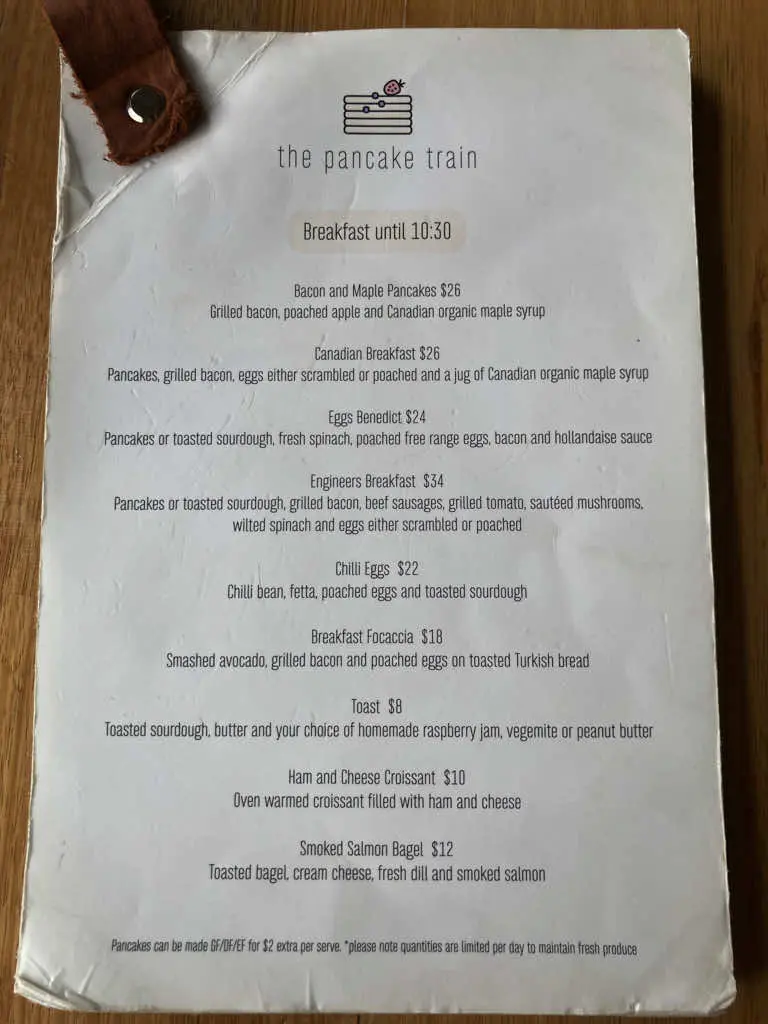 the pancake train
Breakfast until 10:30
Bacon and Maple Pancakes $26
Grilled bacon, poached apple and Canadian organic maple syrup
Canadian Breakfast $26
Pancakes, grilled bacon, eggs either scrambled or poached and a jug of Canadian organic maple syrup
Eggs Benedict $24
Pancakes or toasted sourdough, fresh spinach, poached free range eggs, bacon and hollandaise sauce
Engineers Breakfast $34
Pancakes or toasted sourdough, grilled bacon, beef sausages, grilled tomato, sautéed mushrooms,
wilted spinach and eggs either scrambled or poached
Chilli Eggs $22
Chilli bean, fetta, poached eggs and toasted sourdough
Breakfast Focaccia $18
Smashed avocado, grilled bacon and poached eggs on toasted Turkish bread
Toast $8
Toasted sourdough, butter and your choice of homemade raspberry jam, vegemite or peanut butter
Ham and Cheese Croissant $10
Oven warmed croissant filled with ham and cheese
Smoked Salmon Bagel $12
Toasted bagel, cream cheese, fresh dill and smoked salmon
Pancakes can be made GF/DF/EF for $2 extra per serve. *please note quantities are limited per day to maintain fresh produce